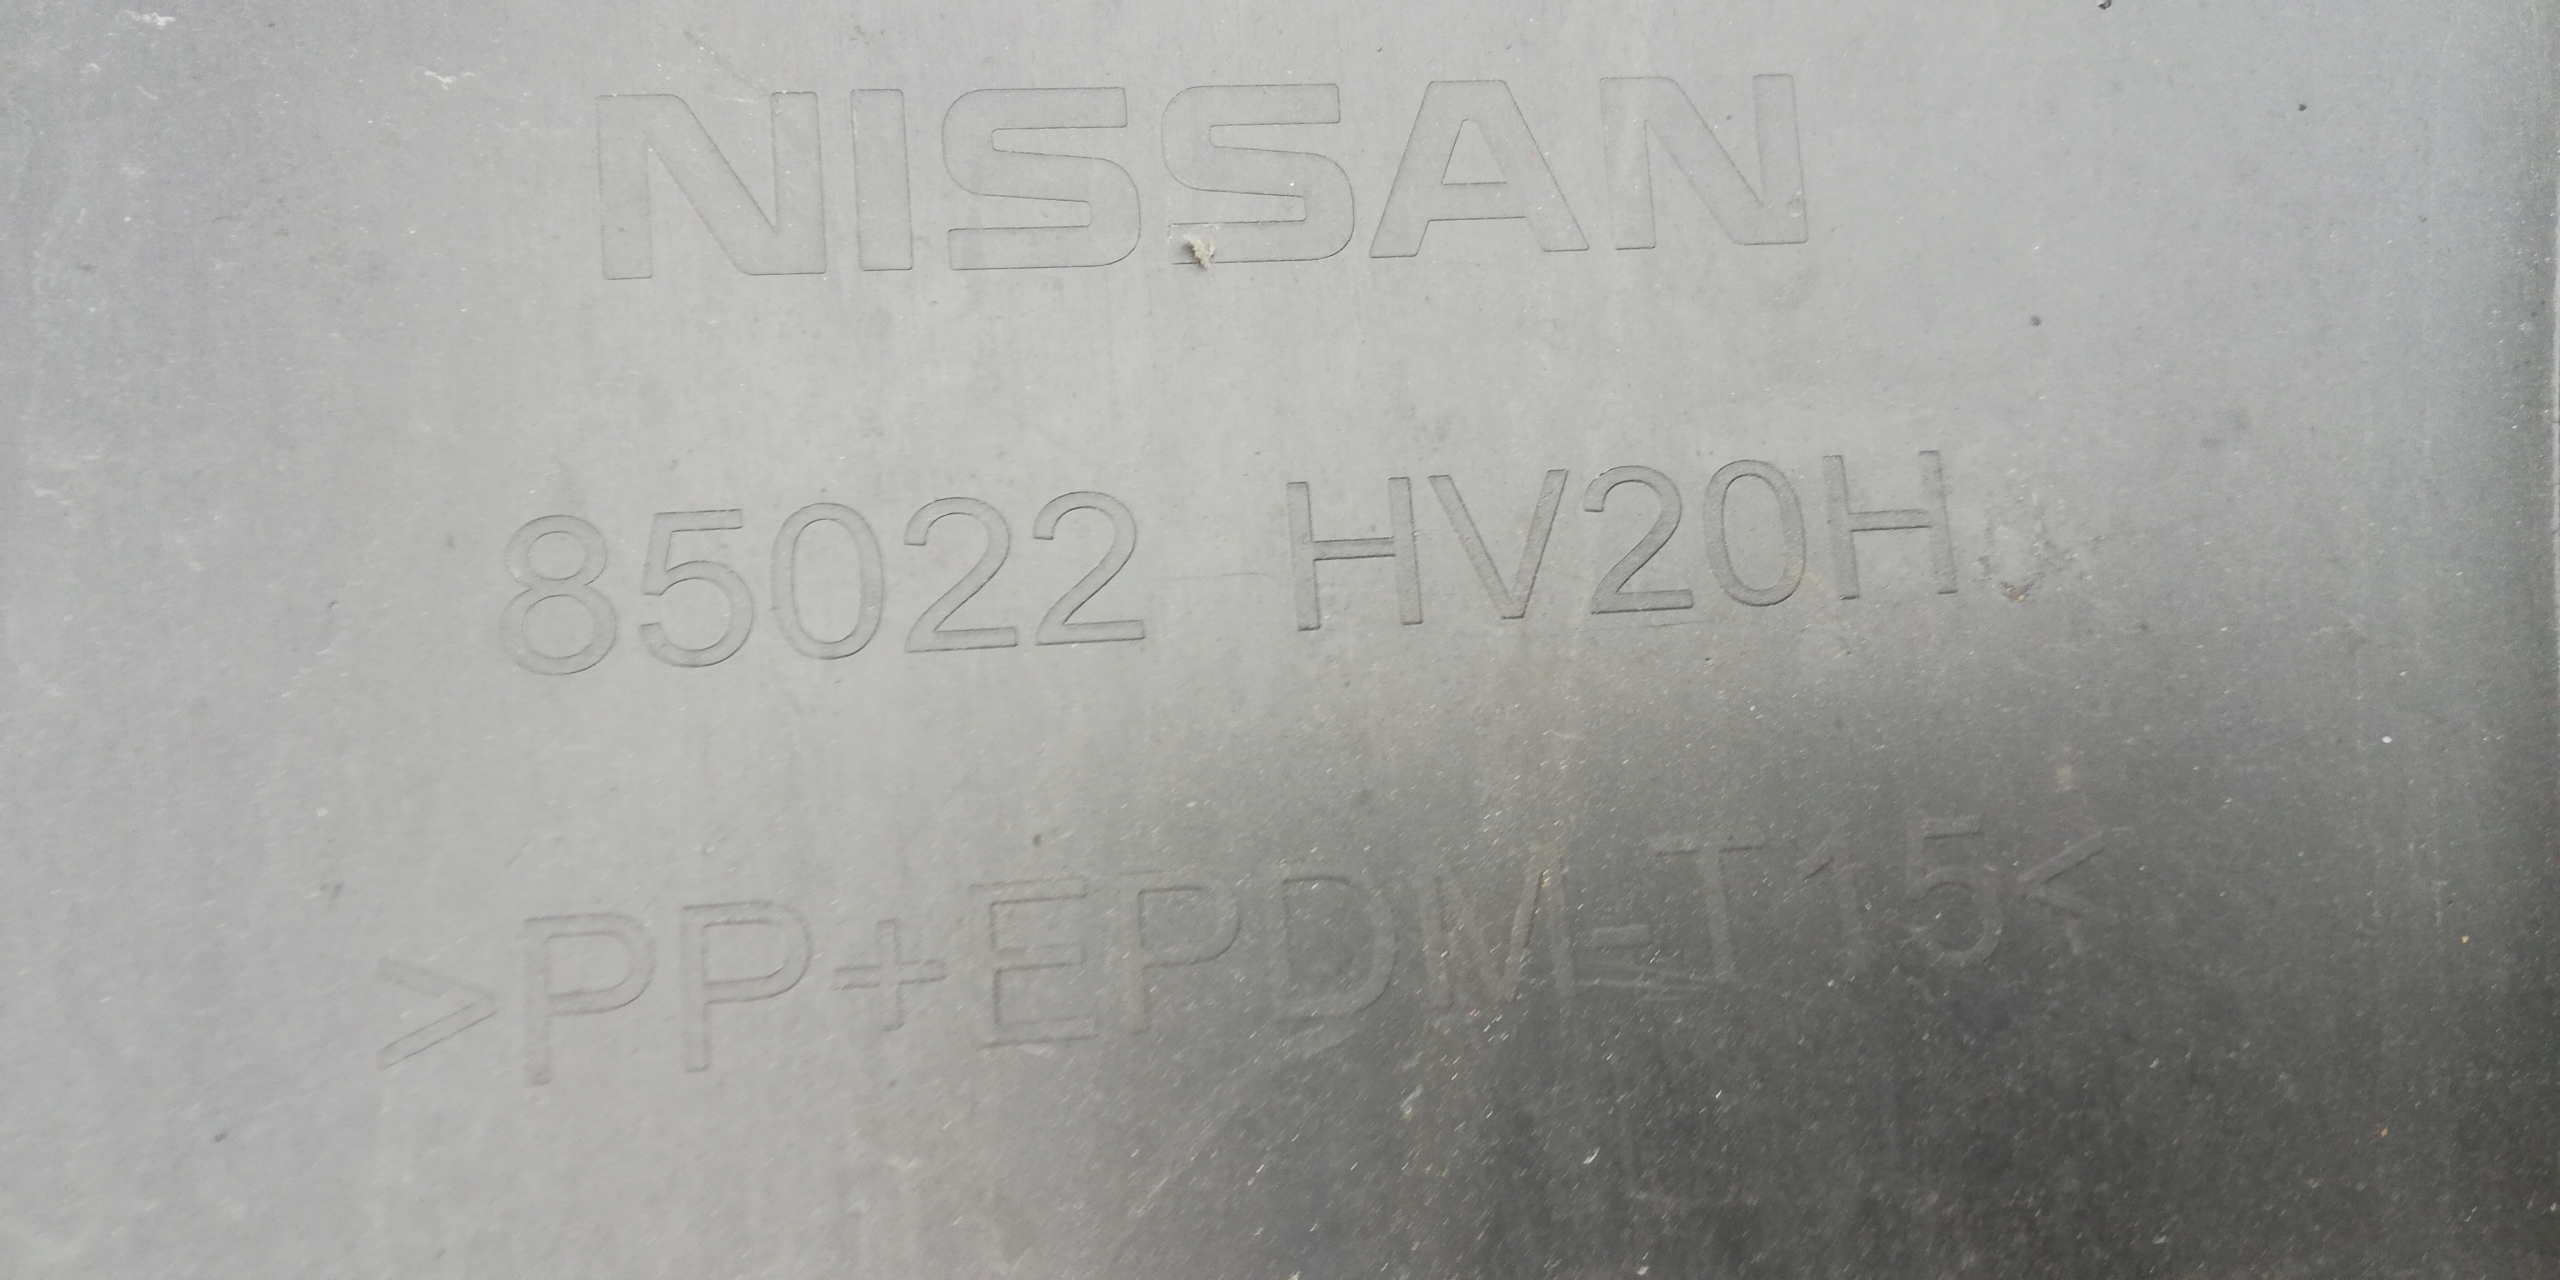 NISSAN
85022 HV20H
>PP+EPDM-T15<